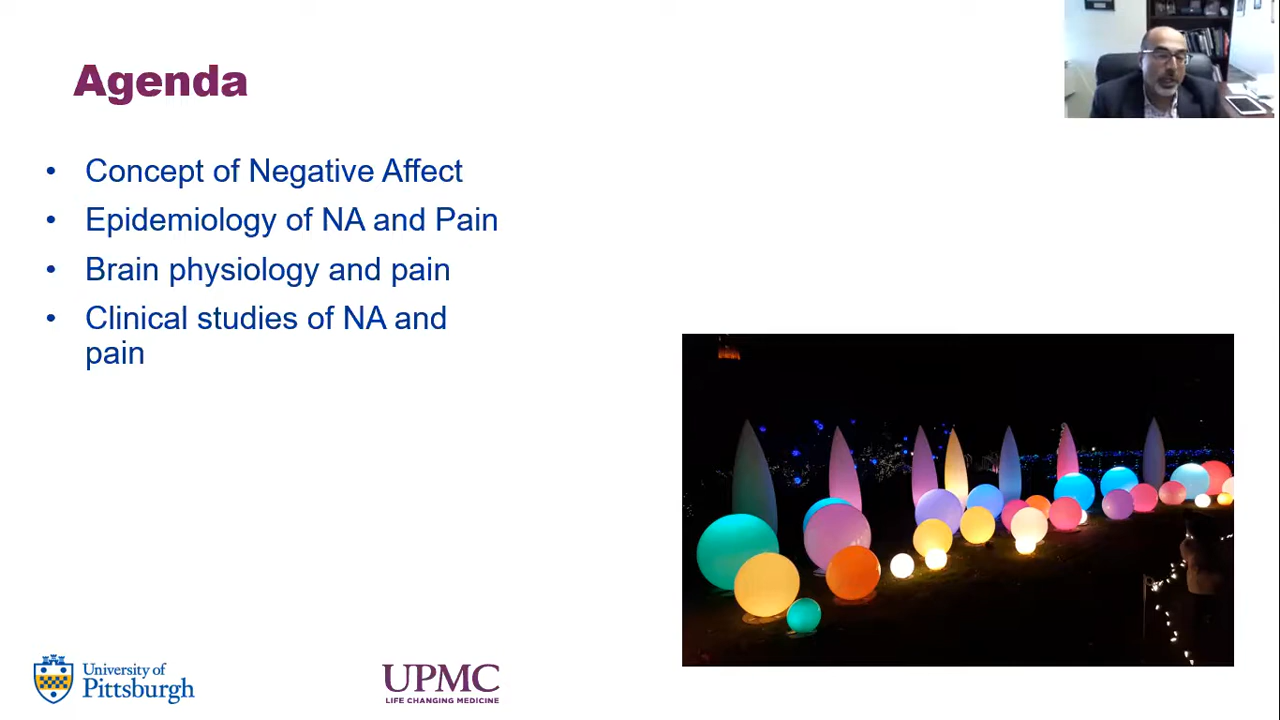 Agenda
• Concept of Negative Affect
• Epidemiology of NA and Pain
• Brain physiology and pain
• Clinical studies of NA and
pain
University of
Pittsburgh
UPMC
LIFE CHANGING MEDICINE